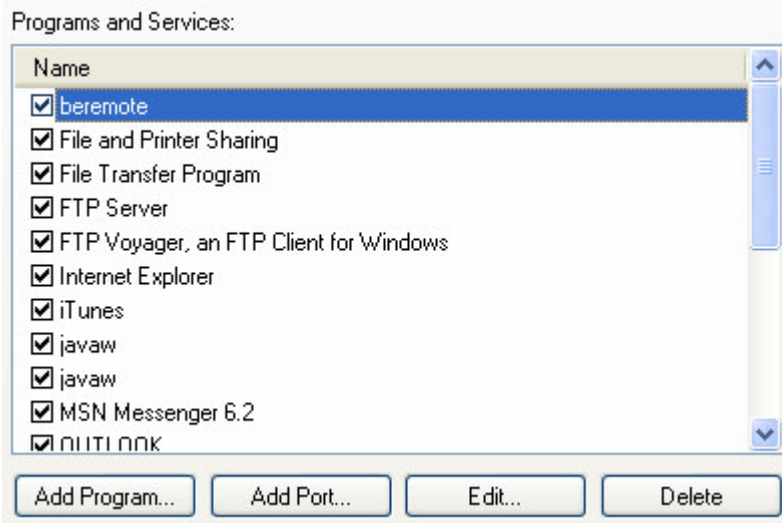 Programs and Services:
Name
beremote
File and Printer Sharing
File Transfer Program
FTP Server
FTP Voyager, an FTP Client for Windows
Internet Explorer
iTunes
javaw
javaw
MSN Messenger 6.2
OUTLOOK
Add Program... Add Port... Edit... Delete